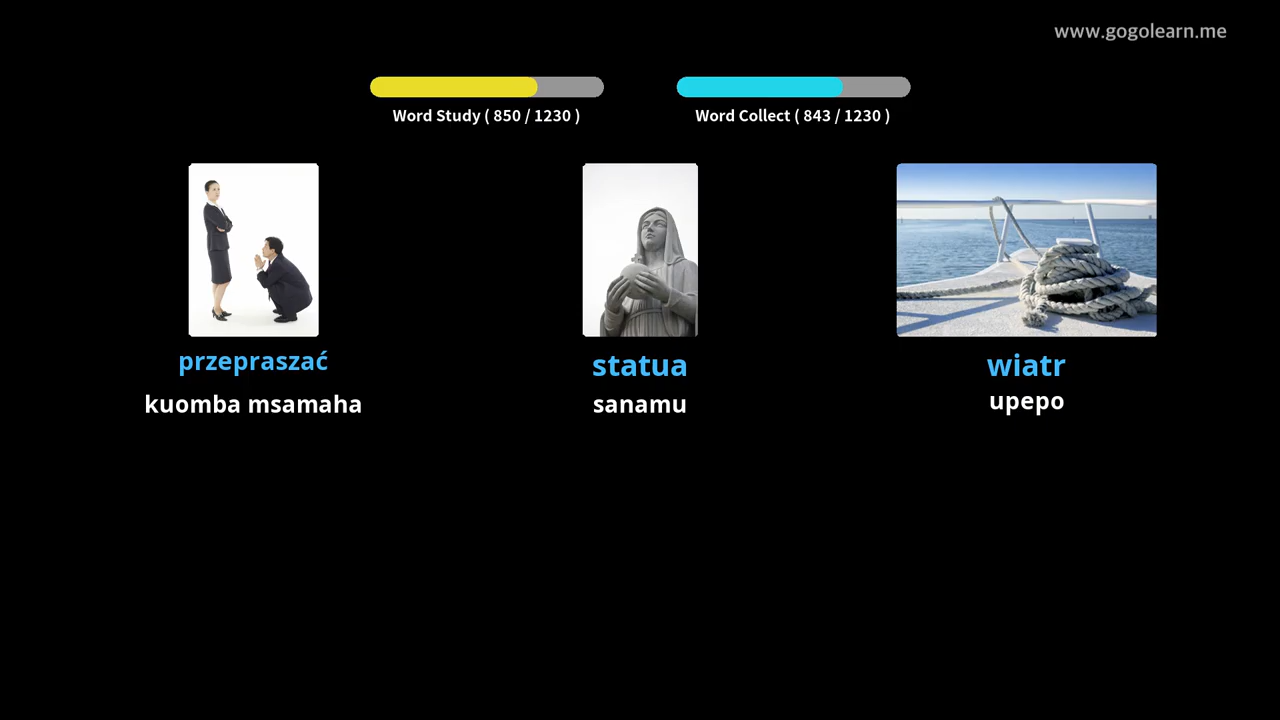 www.gogolearn.me
Word Study ( 850 / 1230 )
Word Collect ( 843 / 1230 )
przepraszać
kuomba msamaha
statua
sanamu
wiatr
upepo